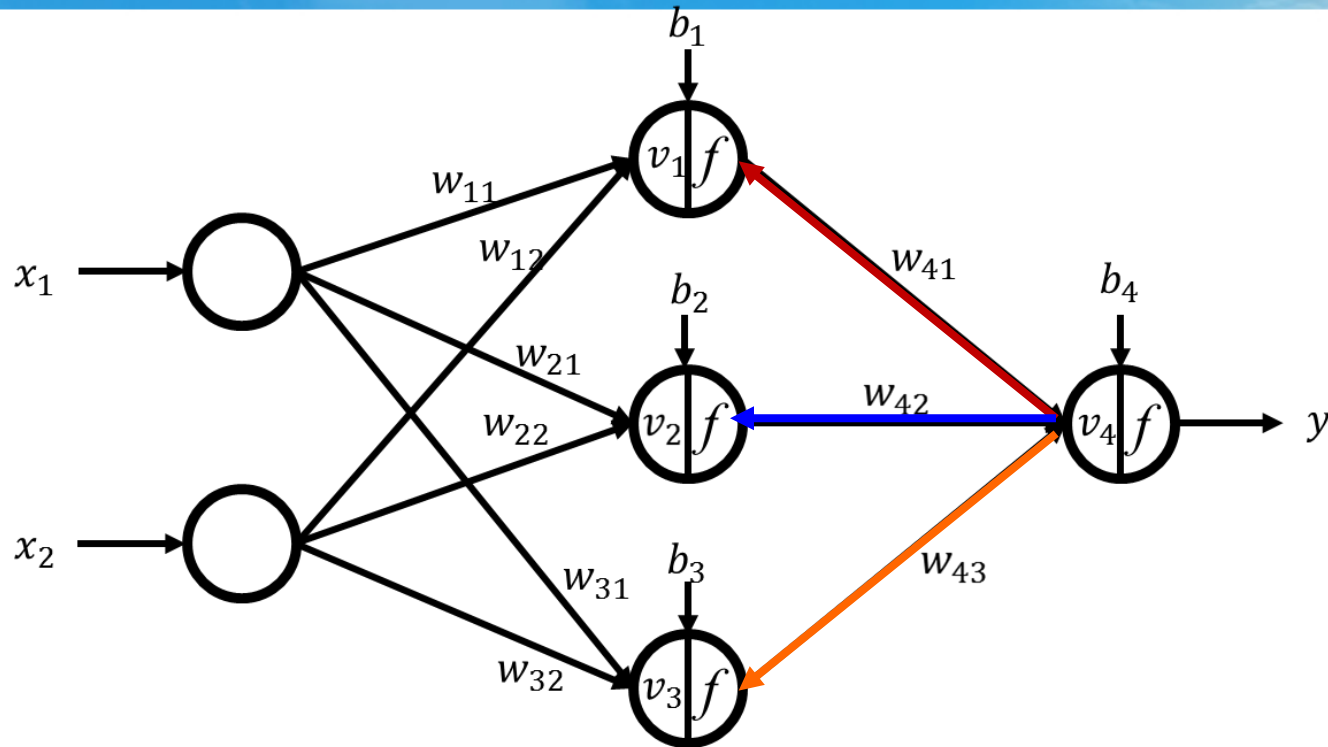 b₁
v₁ f
w₁₁
w₁₂
w₄₁
x₁
b₂
b₄
w₂₁
w₄₂
w₂₂
v₂ f
v₄ f
y
x₂
b₃
w₃₁
w₄₃
w₃₂
v₃ f